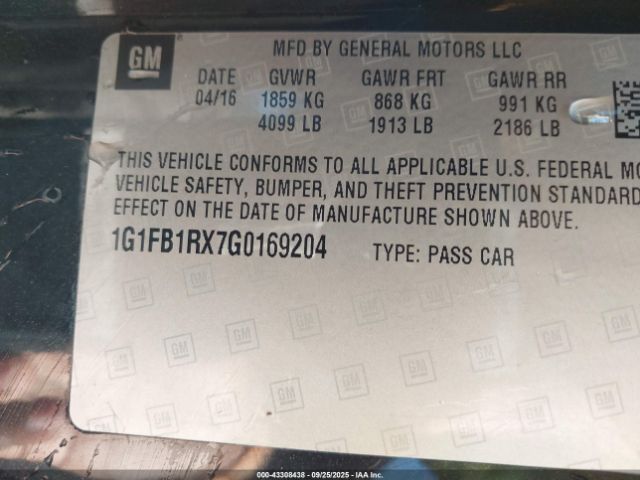 GM
MFD BY GENERAL MOTORS LLC
DATE GVWR GAWR FRT GAWR RR
04/16 1859 KG 868 KG 991 KG
4099 LB 1913 LB 2186 LB
THIS VEHICLE CONFORMS TO ALL APPLICABLE U.S. FEDERAL MO
VEHICLE SAFETY, BUMPER, AND THEFT PREVENTION STANDARD
EFFECT ON THE DATE OF MANUFACTURE SHOWN ABOVE.
1G1FB1RX7G0169204 TYPE: PASS CAR
000-43308438 - 09/25/2025 - ©IAA Inc.